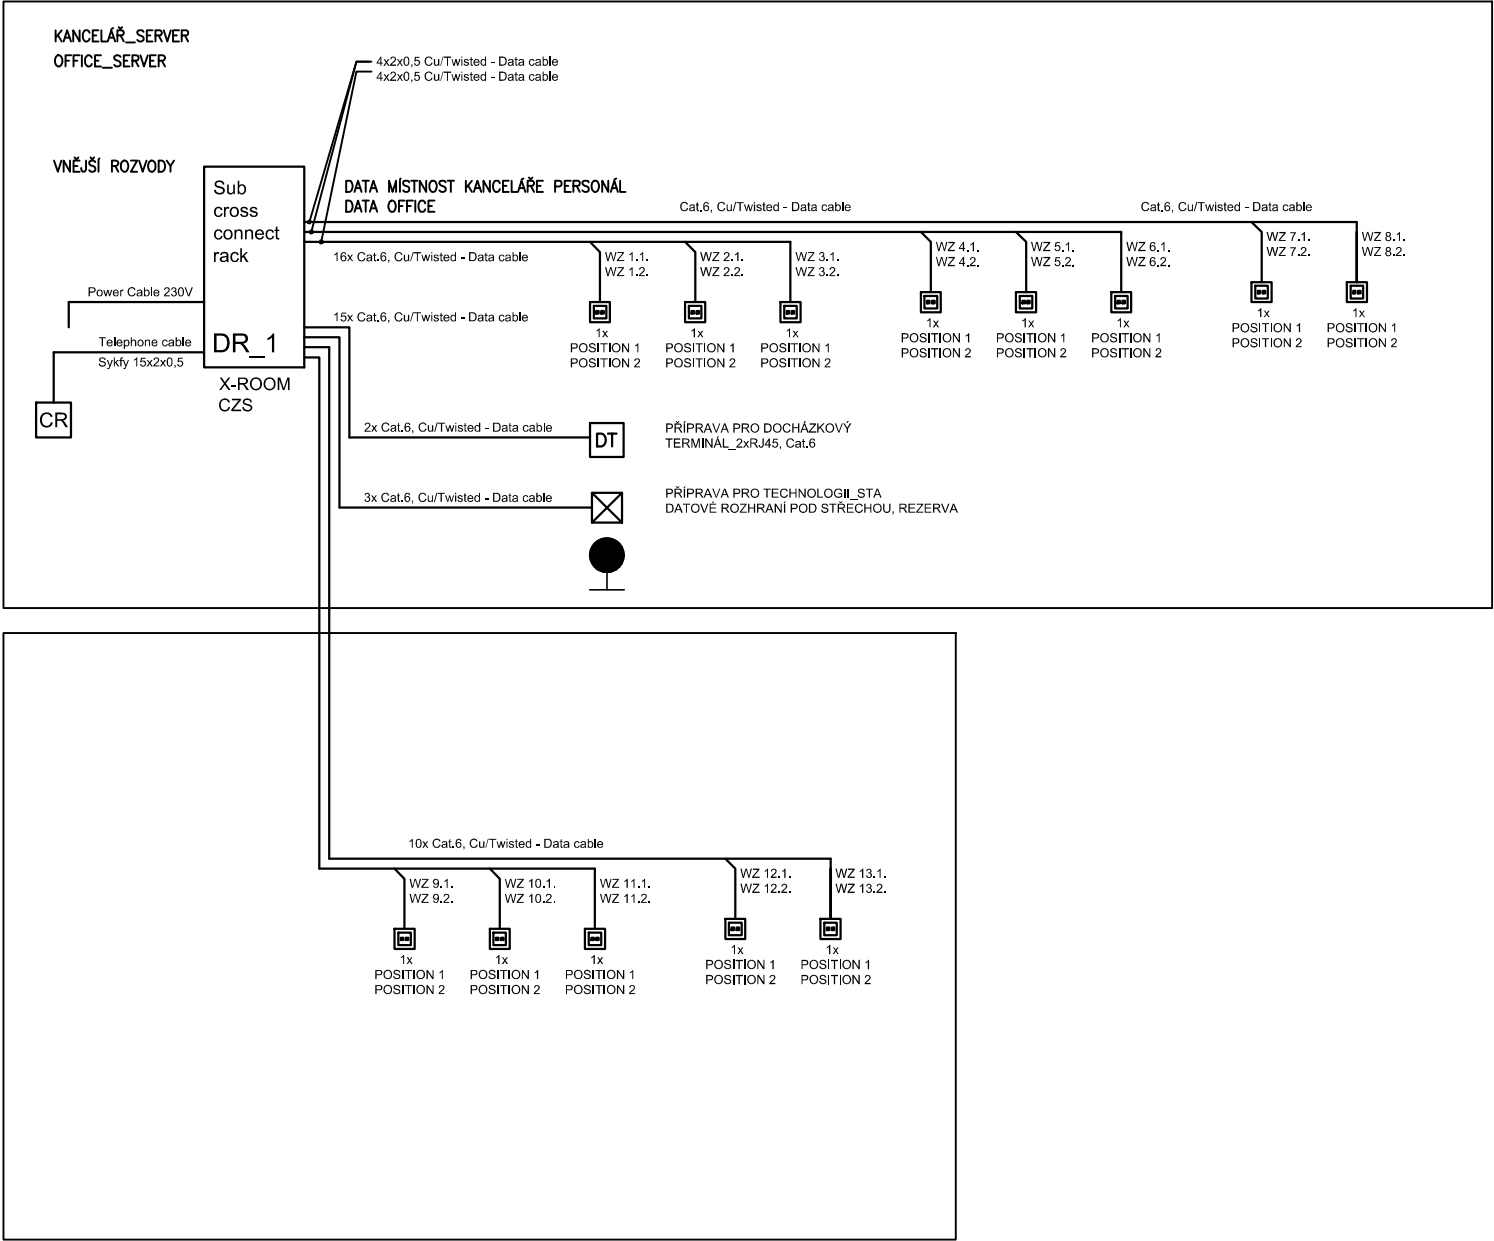 KANCELÁŘ_SERVER
OFFICE_SERVER
4x2x0,5 Cu/Twisted - Data cable
4x2x0,5 Cu/Twisted - Data cable
VNĚJŠÍ ROZVODY
Sub
cross
connect
rack
DR_1
X-ROOM
CZS
DATA MÍSTNOST KANCELÁŘE PERSONÁL
DATA OFFICE
Cat.6, Cu/Twisted - Data cable
Cat.6, Cu/Twisted - Data cable
16x Cat.6, Cu/Twisted - Data cable
WZ 1.1.
WZ 1.2.
1x
POSITION 1
POSITION 2
WZ 2.1.
WZ 2.2.
1x
POSITION 1
POSITION 2
WZ 3.1.
WZ 3.2.
1x
POSITION 1
POSITION 2
WZ 4.1.
WZ 4.2.
1x
POSITION 1
POSITION 2
WZ 5.1.
WZ 5.2.
1x
POSITION 1
POSITION 2
WZ 6.1.
WZ 6.2.
1x
POSITION 1
POSITION 2
WZ 7.1.
WZ 7.2.
1x
POSITION 1
POSITION 2
WZ 8.1.
WZ 8.2.
1x
POSITION 1
POSITION 2
Power Cable 230V
Telephone cable
Sykfy 15x2x0,5
CR
15x Cat.6, Cu/Twisted - Data cable
2x Cat.6, Cu/Twisted - Data cable
DT
PŘÍPRAVA PRO DOCHÁZKOVÝ
TERMINÁL_2xRJ45, Cat.6
3x Cat.6, Cu/Twisted - Data cable
PŘÍPRAVA PRO TECHNOLOGII_STA
DATOVÉ ROZHRANÍ POD STŘECHOU, REZERVA
10x Cat.6, Cu/Twisted - Data cable
WZ 9.1.
WZ 9.2.
1x
POSITION 1
POSITION 2
WZ 10.1.
WZ 10.2.
1x
POSITION 1
POSITION 2
WZ 11.1.
WZ 11.2.
1x
POSITION 1
POSITION 2
WZ 12.1.
WZ 12.2.
1x
POSITION 1
POSITION 2
WZ 13.1.
WZ 13.2.
1x
POSITION 1
POSITION 2